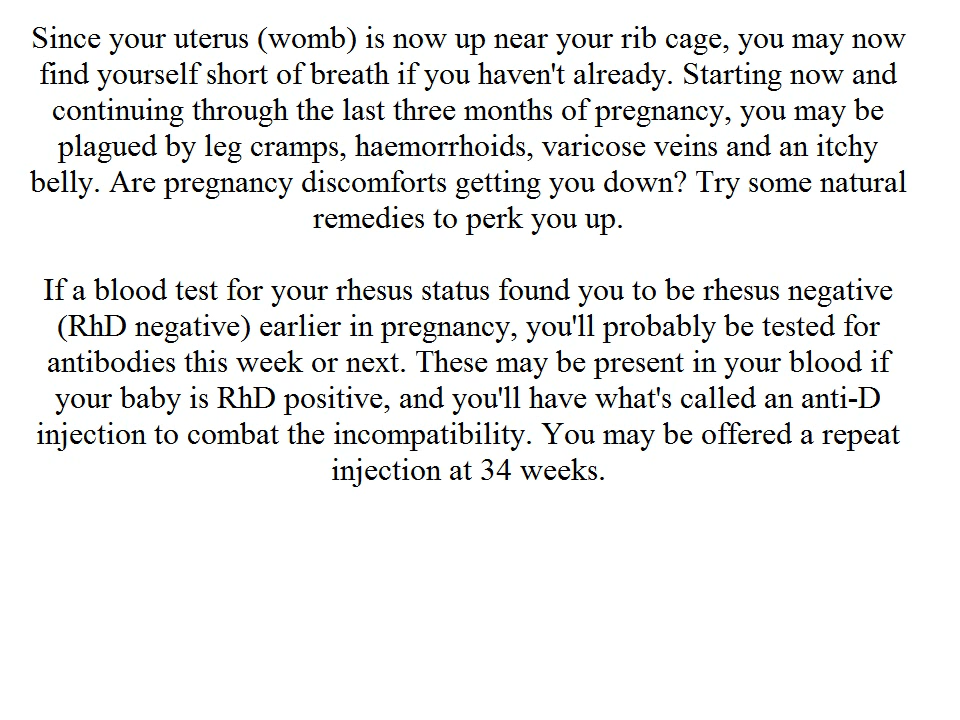 Since your uterus (womb) is now up near your rib cage, you may now
find yourself short of breath if you haven't already. Starting now and
continuing through the last three months of pregnancy, you may be
plagued by leg cramps, haemorrhoids, varicose veins and an itchy
belly. Are pregnancy discomforts getting you down? Try some natural
remedies to perk you up.
If a blood test for your rhesus status found you to be rhesus negative
(RhD negative) earlier in pregnancy, you'll probably be tested for
antibodies this week or next. These may be present in your blood if
your baby is RhD positive, and you'll have what's called an anti-D
injection to combat the incompatibility. You may be offered a repeat
injection at 34 weeks.